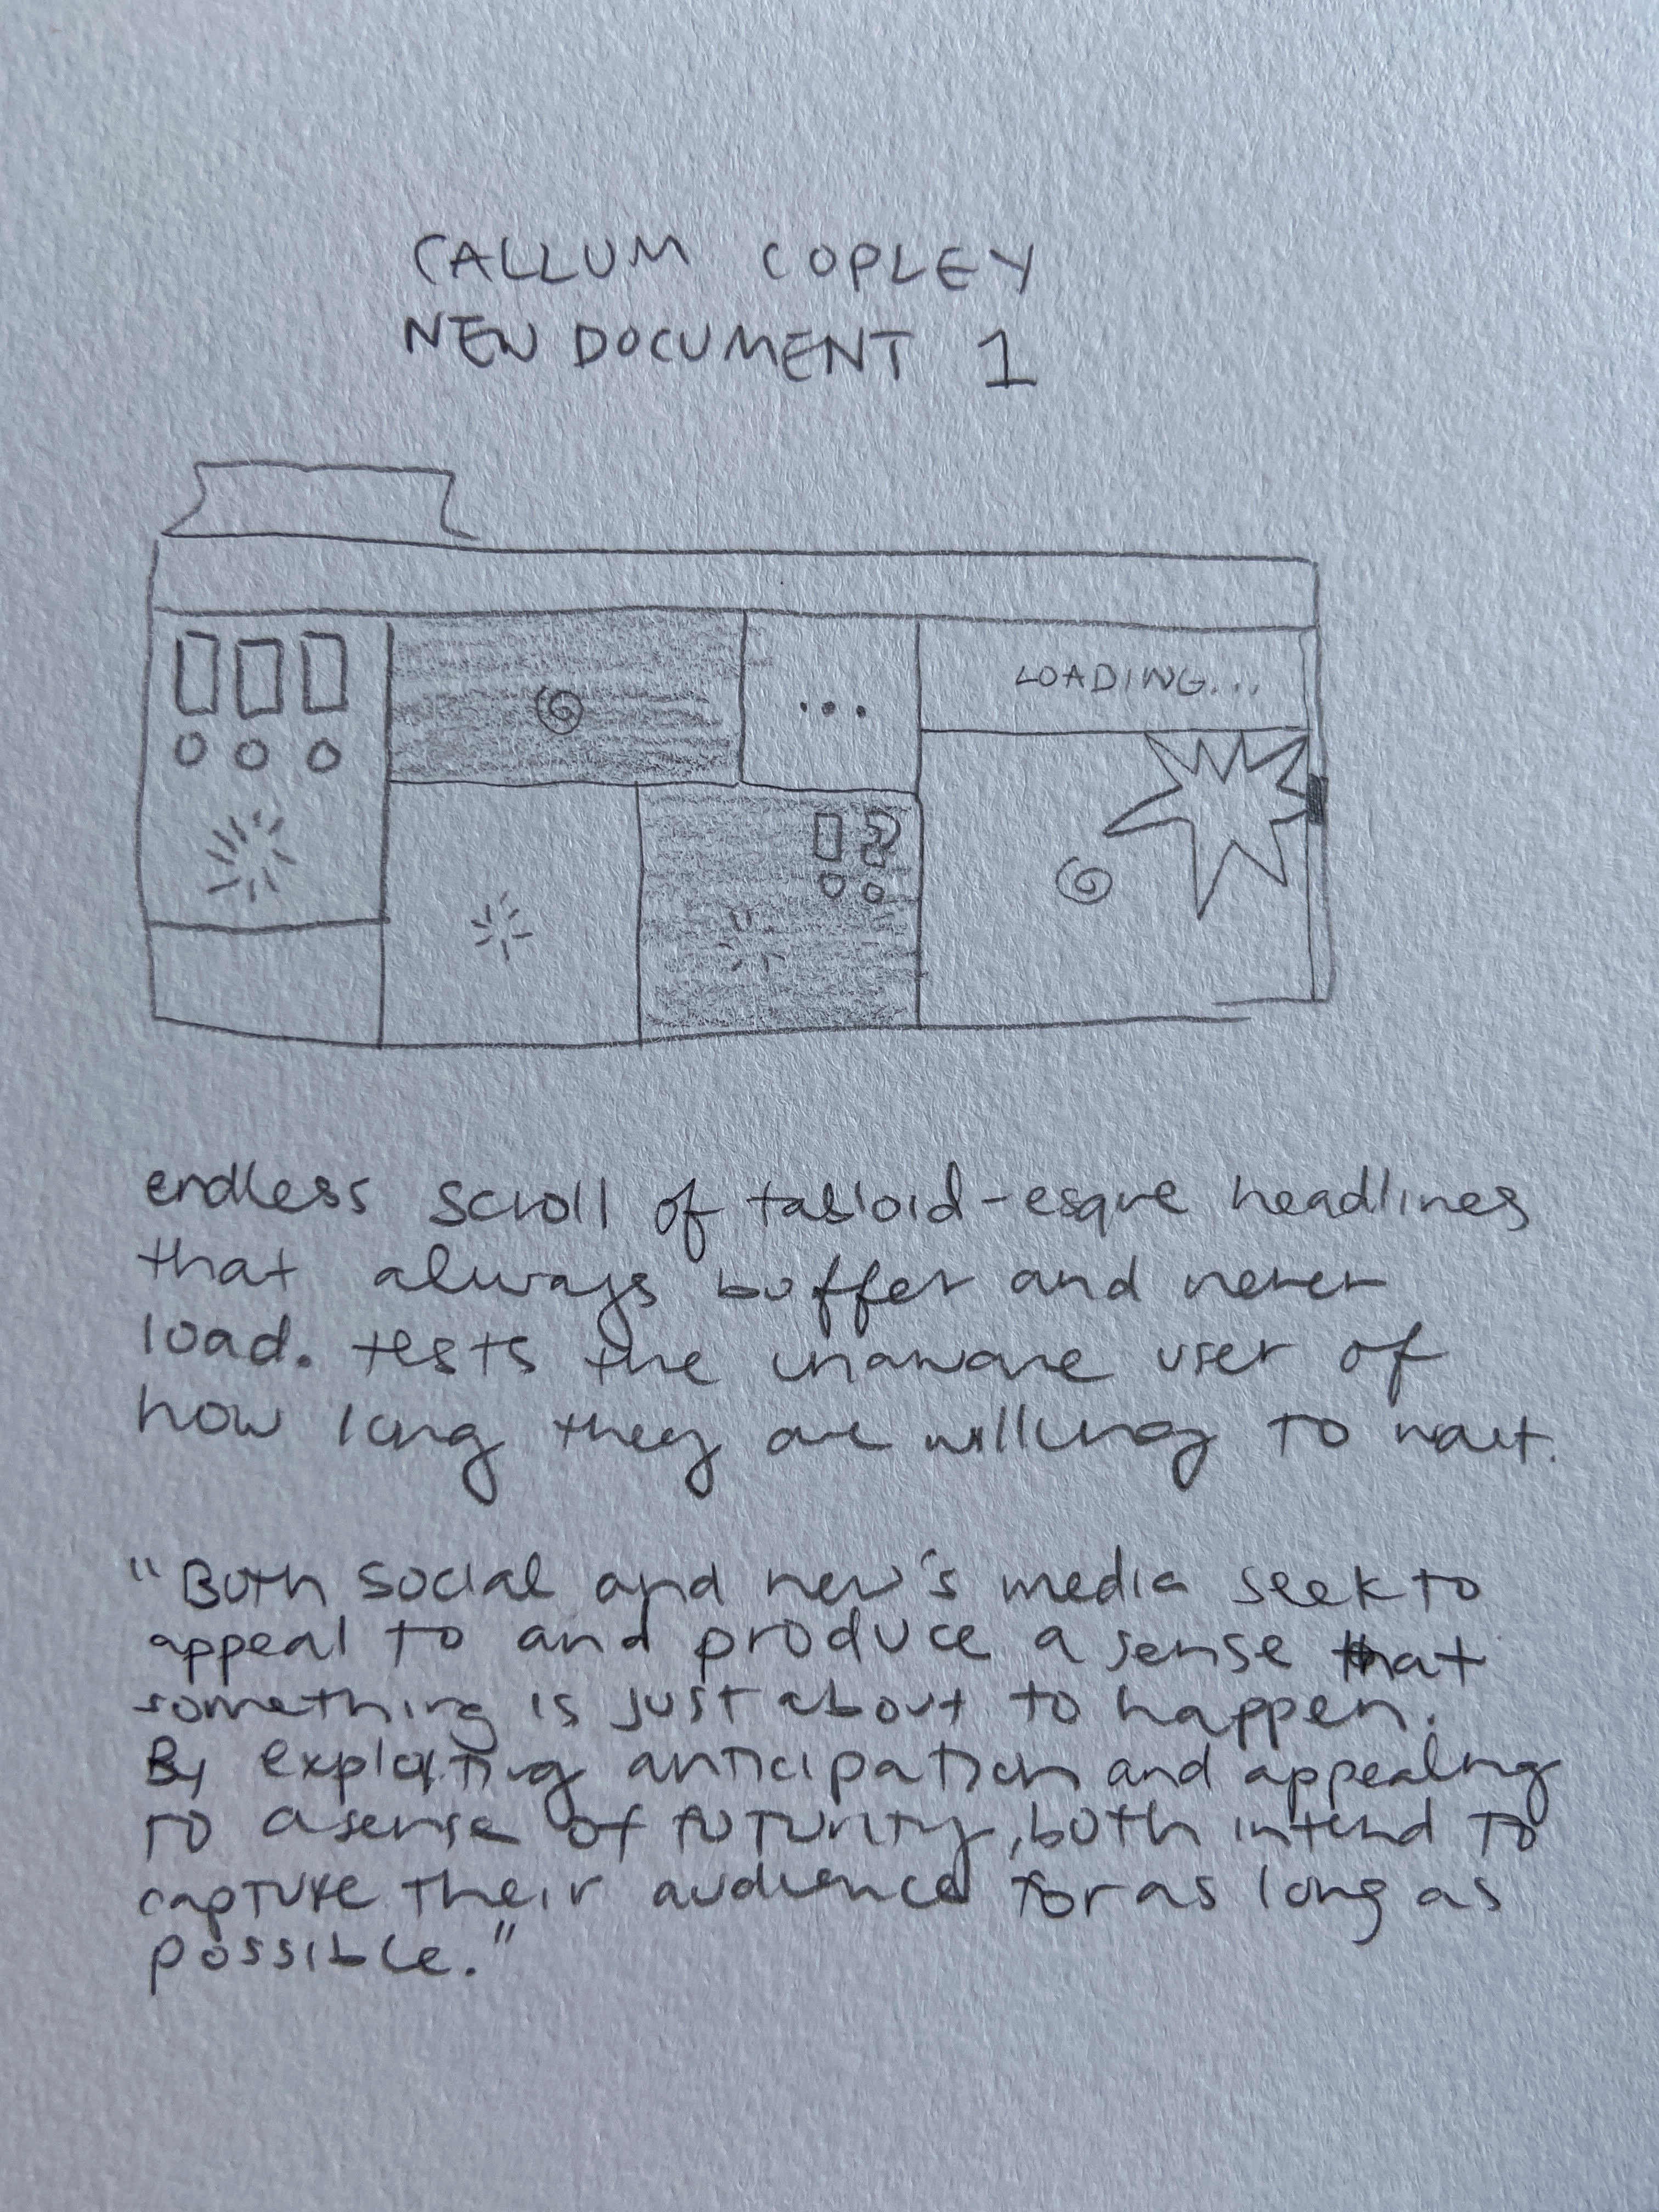 CALLUM COPLEY
NEW DOCUMENT 1
...
LOADING...
endless scroll of tabloid-esque headlines
that always buffer and never
load. tests the unaware user of
how long they are willing to wait.
"Both social and new's media seek to
appeal to and produce a sense that
something is just about to happen.
By exploiting anticipation and appealing
to a sense of futurity, both intend to
capture their audience for as long as
possible."